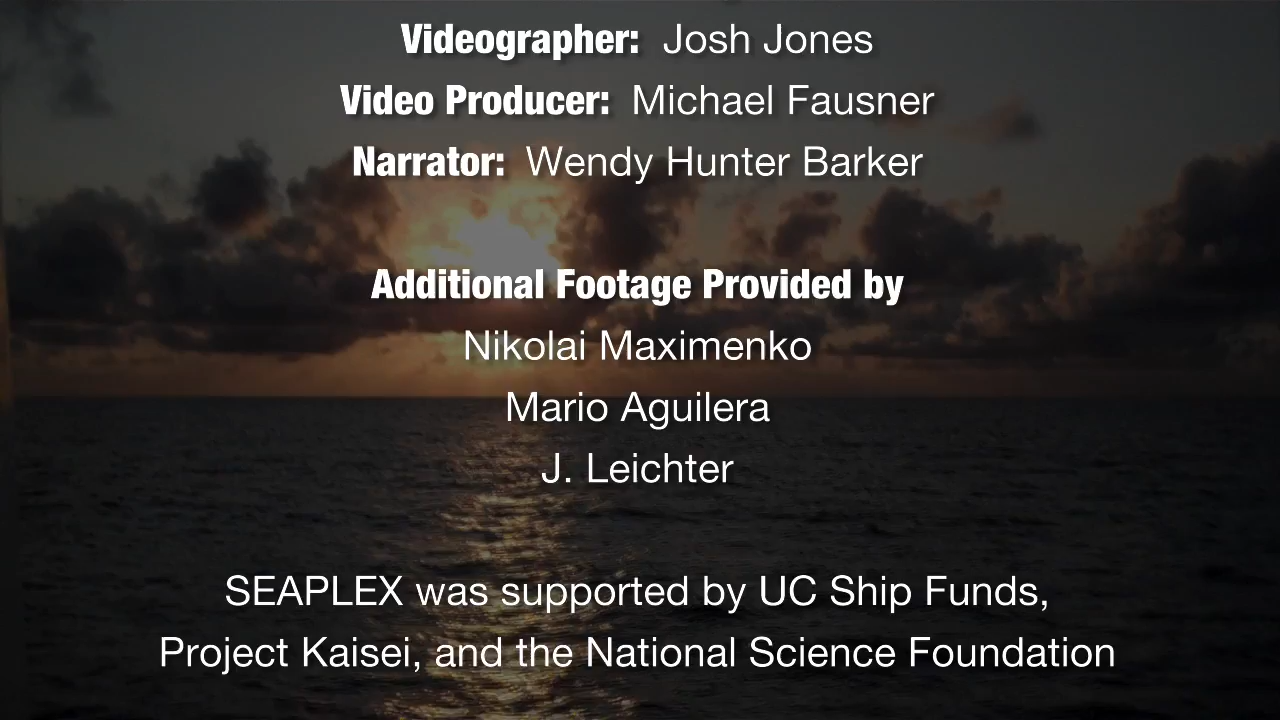 Videographer: Josh Jones
Video Producer: Michael Fausner
Narrator: Wendy Hunter Barker
Additional Footage Provided by
Nikolai Maximenko
Mario Aguilera
J. Leichter
SEAPLEX was supported by UC Ship Funds,
Project Kaisei, and the National Science Foundation